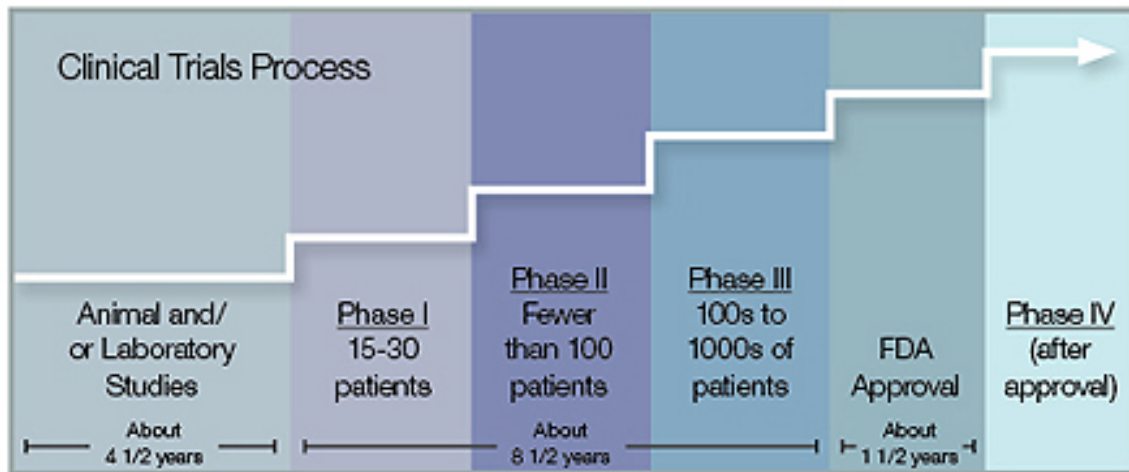 Clinical Trials Process
Animal and/
or Laboratory
Studies
About
4 1/2 years
Phase I
15-30
patients
Phase II
Fewer
than 100
patients
Phase III
100s to
1000s of
patients
About
8 1/2 years
FDA
Approval
About
1 1/2 years
Phase IV
(after
approval)